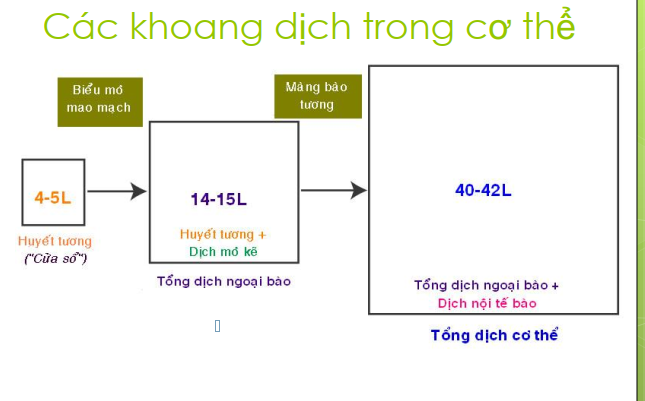 Các khoang dịch trong cơ thể
Biểu mô
mao mạch
Màng bào
tương
4-5L
14-15L
40-42L
Huyết tương
("Cửa sổ")
Huyết tương +
Dịch mô kẽ
Tổng dịch ngoại bào
Tổng dịch ngoại bào +
Dịch nội tế bào
Tổng dịch cơ thể